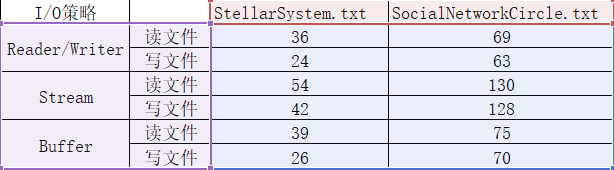 I/O策略 StellarSystem.txt SocialNetworkCircle.txt
Reader/Writer 读文件 36 69
写文件 24 63
Stream 读文件 54 130
写文件 42 128
Buffer 读文件 39 75
写文件 26 70